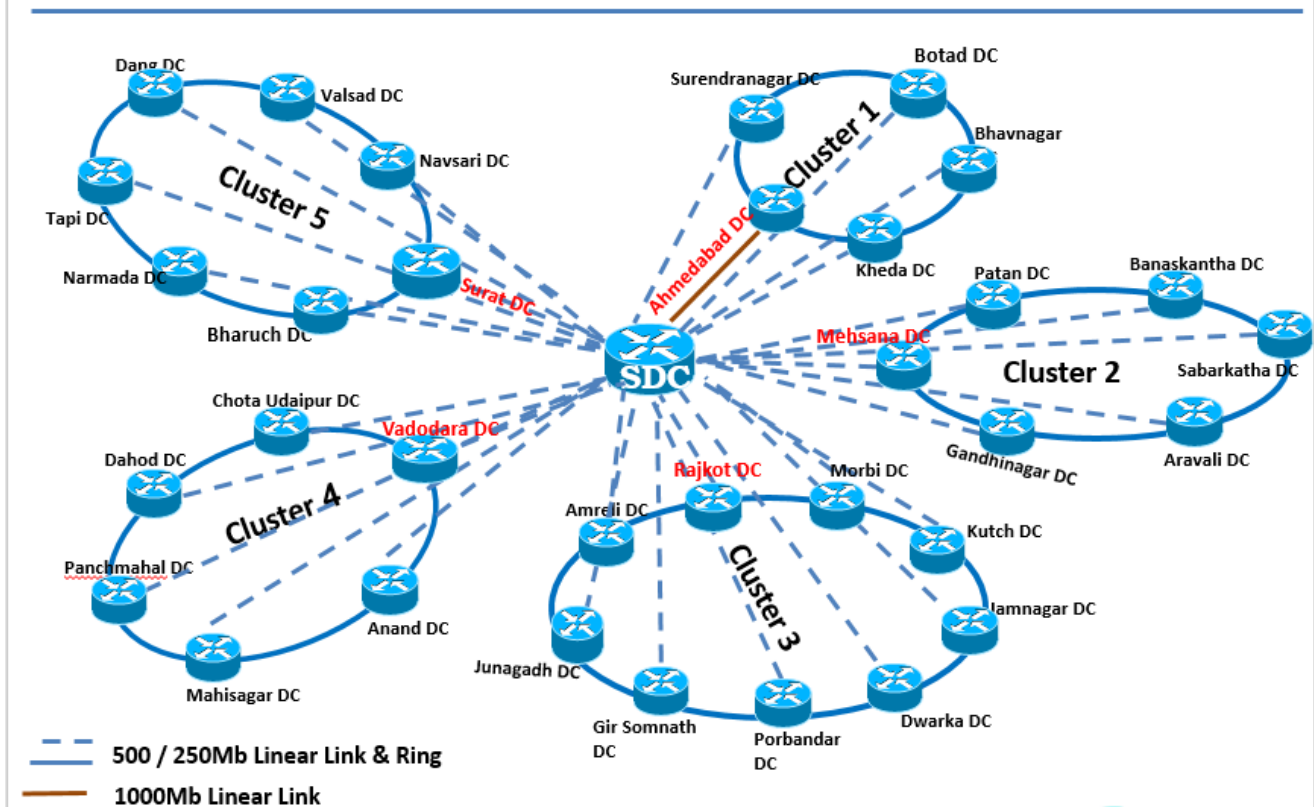 Dang DC
Valsad DC
Navsari DC
Cluster 5
Tapi DC
Narmada DC
Bharuch DC
Surat DC
Surendranagar DC
Botad DC
Cluster 1
Bhavnagar
Ahmedabad DC
Kheda DC
SDC
Patan DC
Banaskantha DC
Mehsana DC
Cluster 2
Sabarkatha DC
Gandhinagar DC
Aravali DC
Chota Udaipur DC
Vadodara DC
Dahod DC
Cluster 4
Panchmahal DC
Anand DC
Mahisagar DC
Rajkot DC
Morbi DC
Amreli DC
Kutch DC
Cluster 3
Jamnagar DC
Junagadh DC
Gir Somnath
DC
Porbandar
DC
Dwarka DC
500 / 250Mb Linear Link & Ring
1000Mb Linear Link